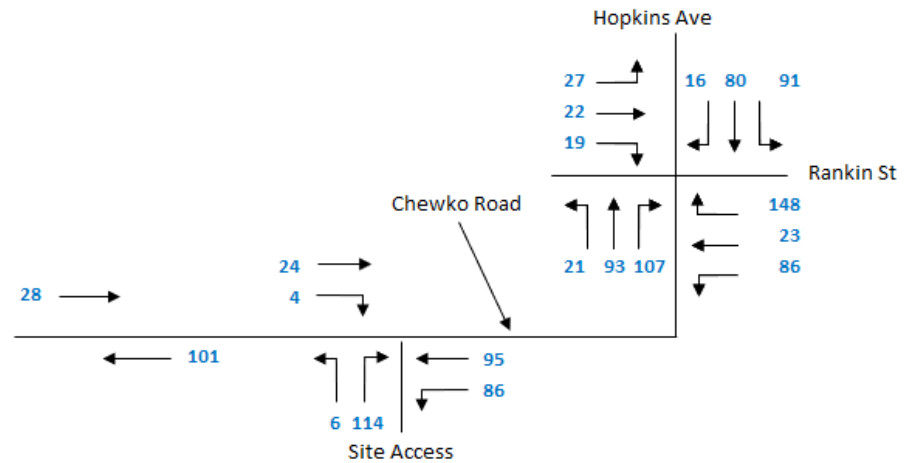 Hopkins Ave
27
16 80 91
22
19
Rankin St
Chewko Road
148
23
21 93 107
86
24
28
4
101
95
86
6 114
Site Access